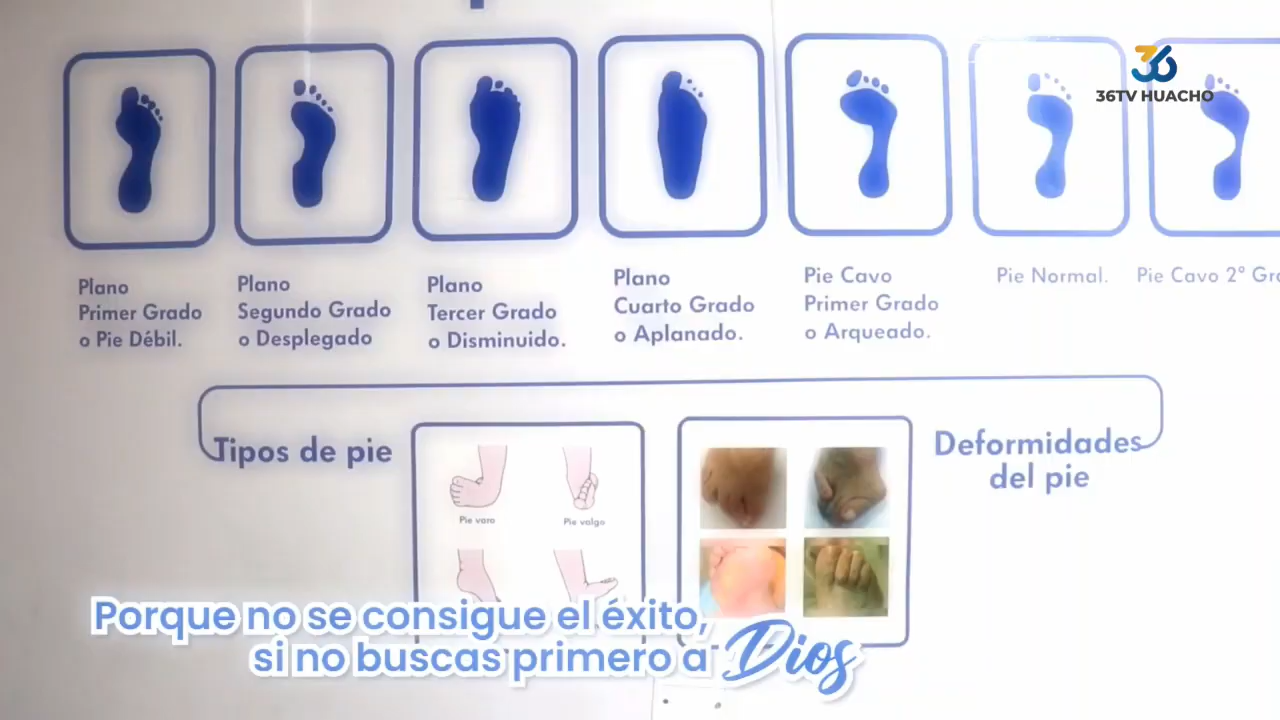 36
36TV HUACHO
Plano
Primer Grado
o Pie Débil.
Plano
Segundo Grado
o Desplegado
Plano
Tercer Grado
o Disminuido.
Plano
Cuarto Grado
o Aplanado.
Pie Cavo
Primer Grado
o Arqueado.
Pie Normal.
Pie Cavo 2° Gra
Tipos de pie
Pie varo
Pie valgo
Deformidades
del pie
Porque no se consigue el éxito,
si no buscas primero a Dios